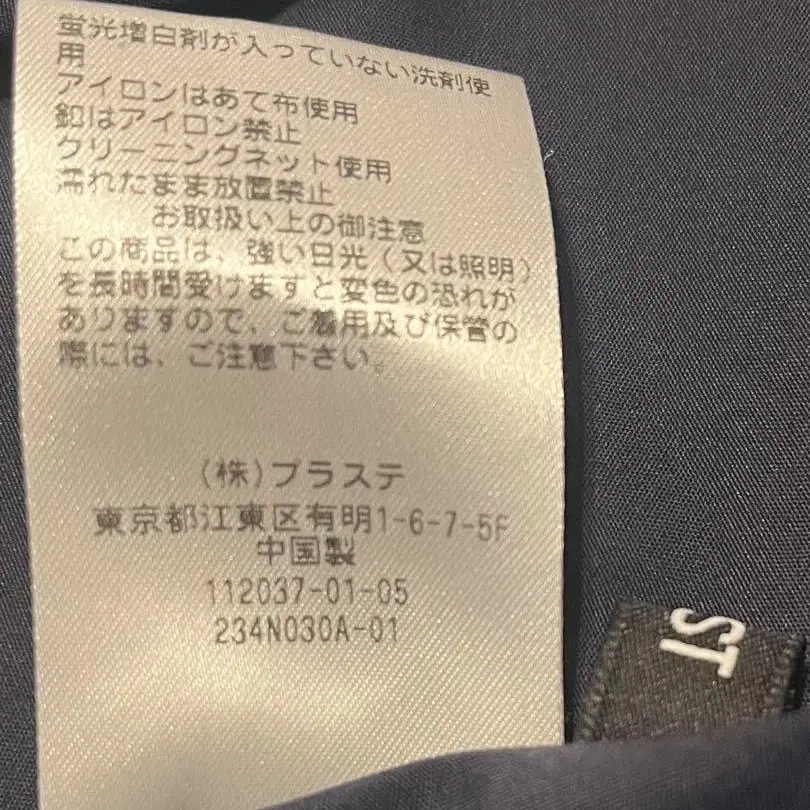 蛍光増白剤が入っていない洗剤使
用
アイロンはあて布使用
釦はアイロン禁止
クリーニングネット使用
濡れたまま放置禁止
お取扱い上の御注意
この商品は、強い日光(又は照明)
を長時間受けますと変色の恐れが
ありますので、ご着用及び保管の
際には、ご注意下さい。
(株)プラステ
東京都江東区有明1-6-7-5F
中国製
112037-01-05
234N030A-01
ST